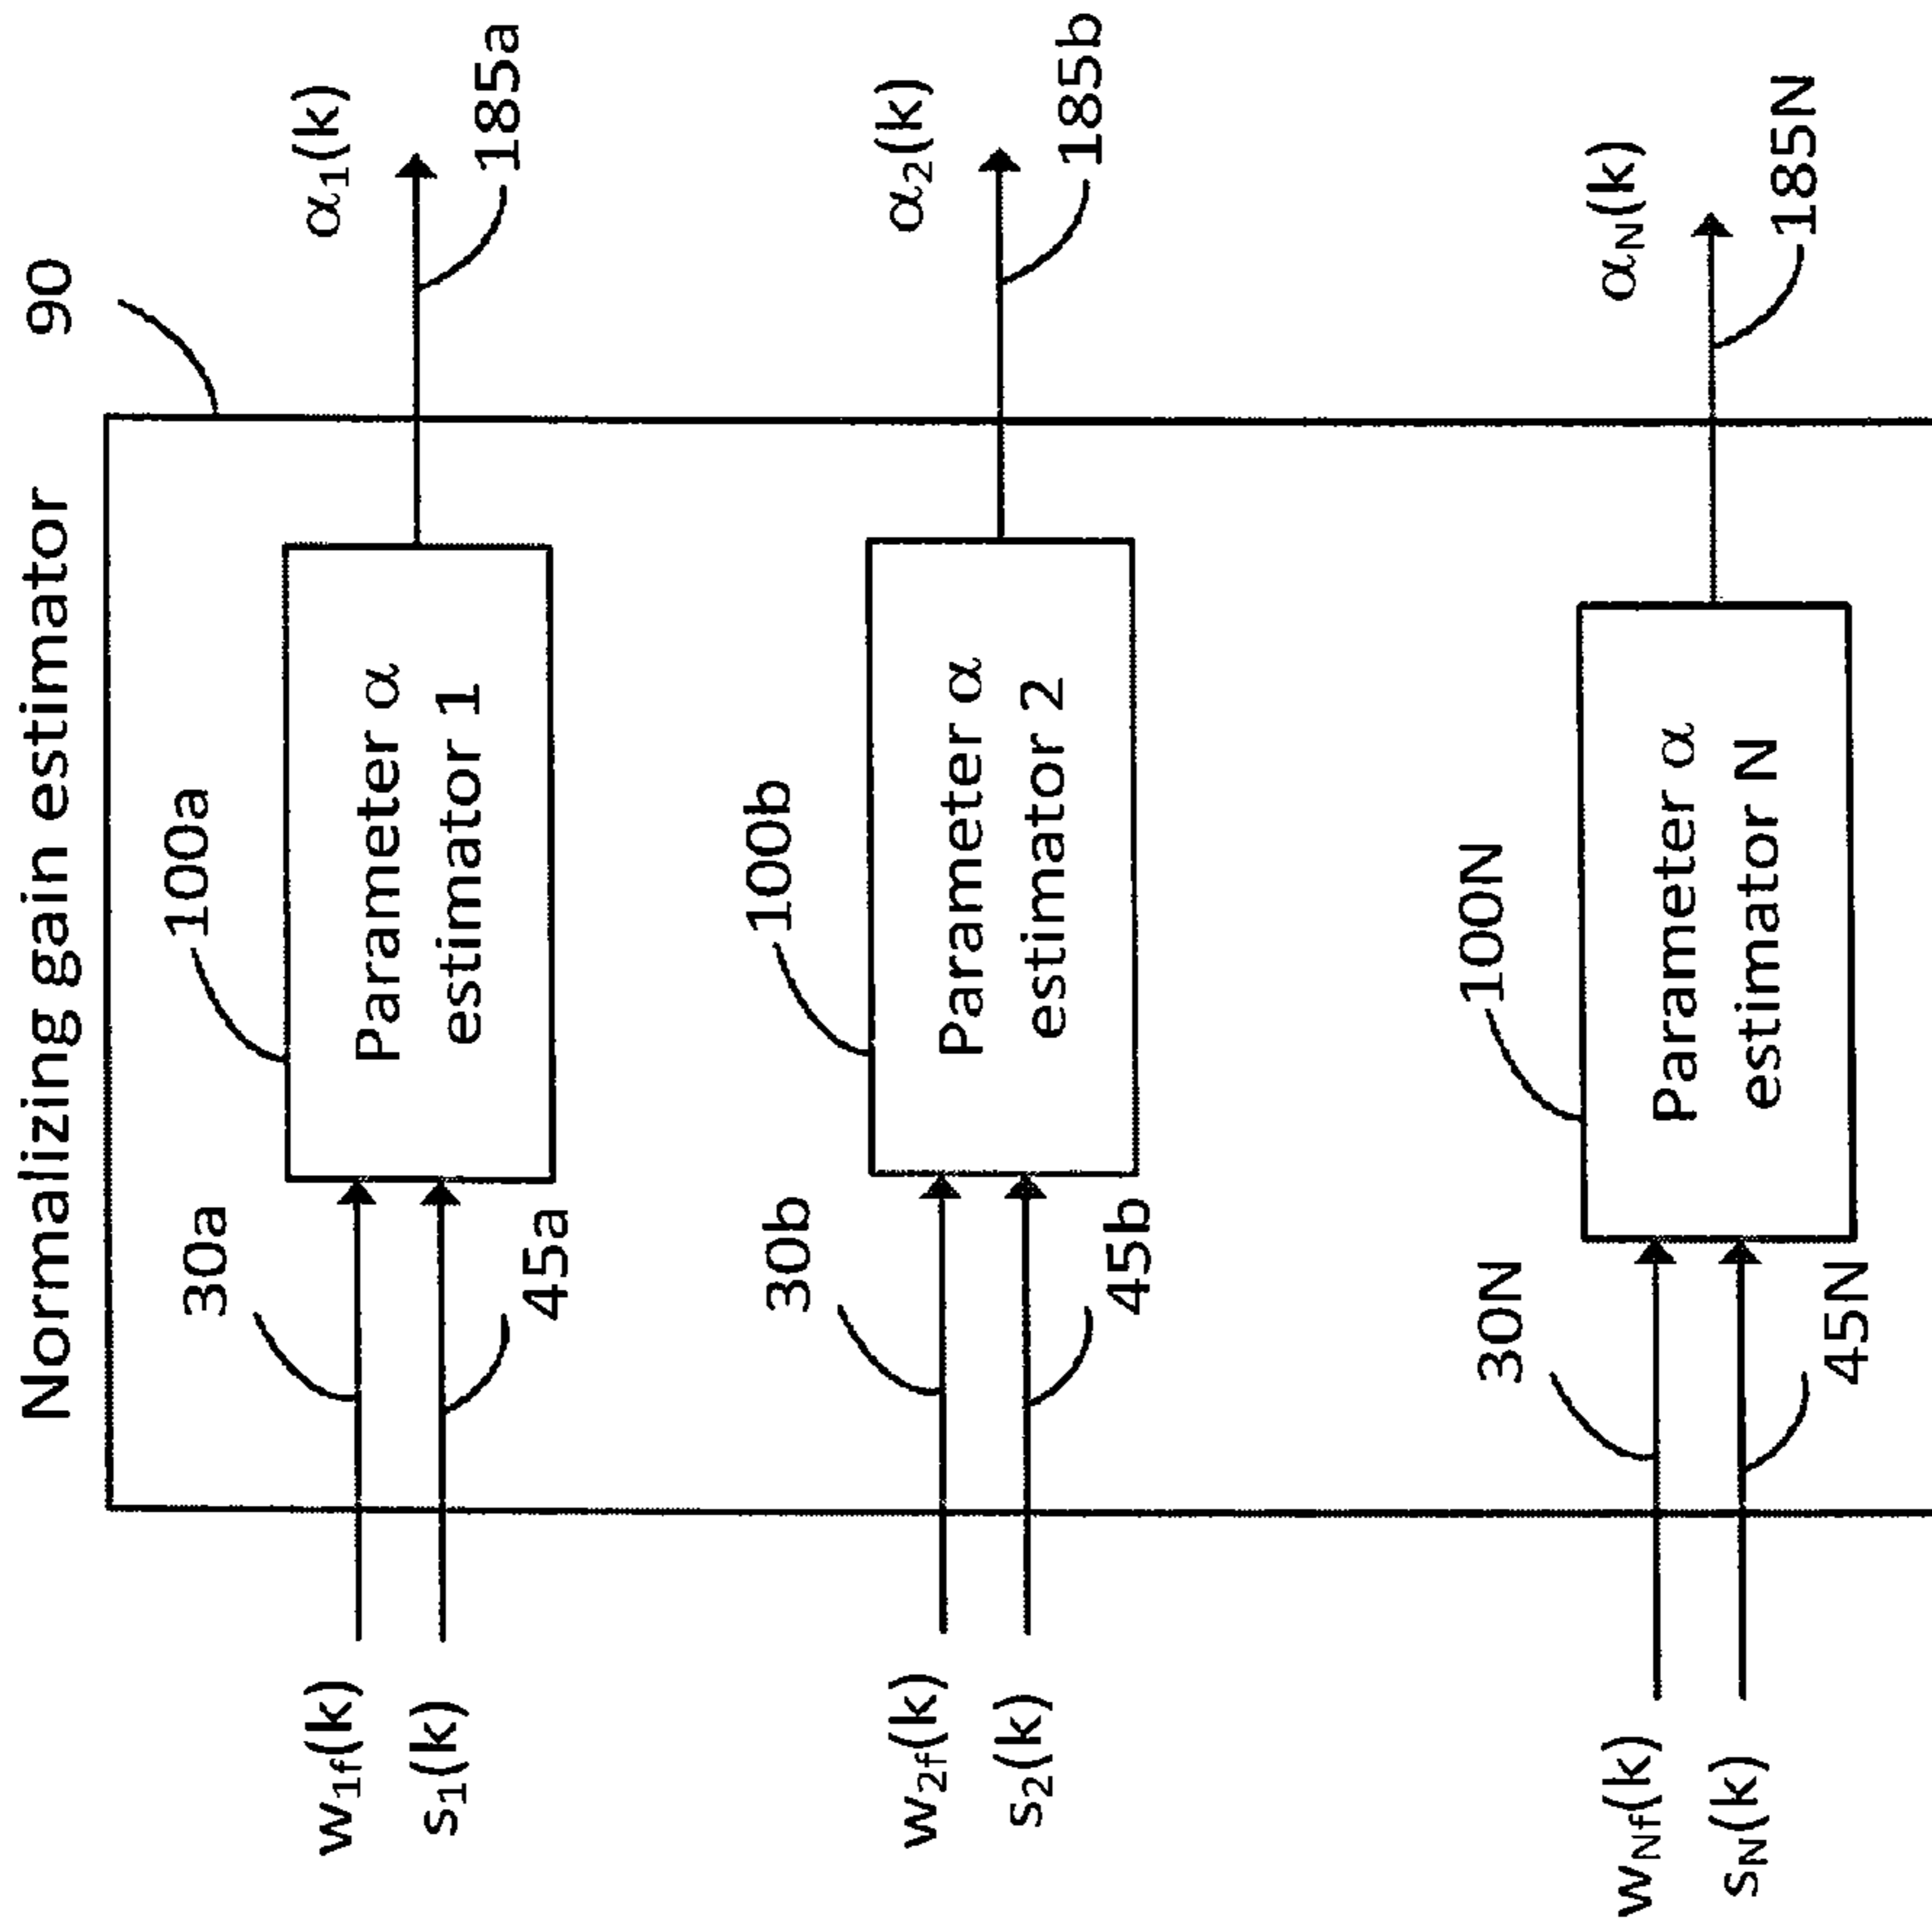 Normalizing gain estimator
90
100a
30a
w₁f(k)
s₁(k)
45a
Parameter α
estimator 1
α₁(k)
185a
100b
30b
w₂f(k)
s₂(k)
45b
Parameter α
estimator 2
α₂(k)
185b
100N
30N
wNf(k)
sN(k)
45N
Parameter α
estimator N
αN(k)
185N